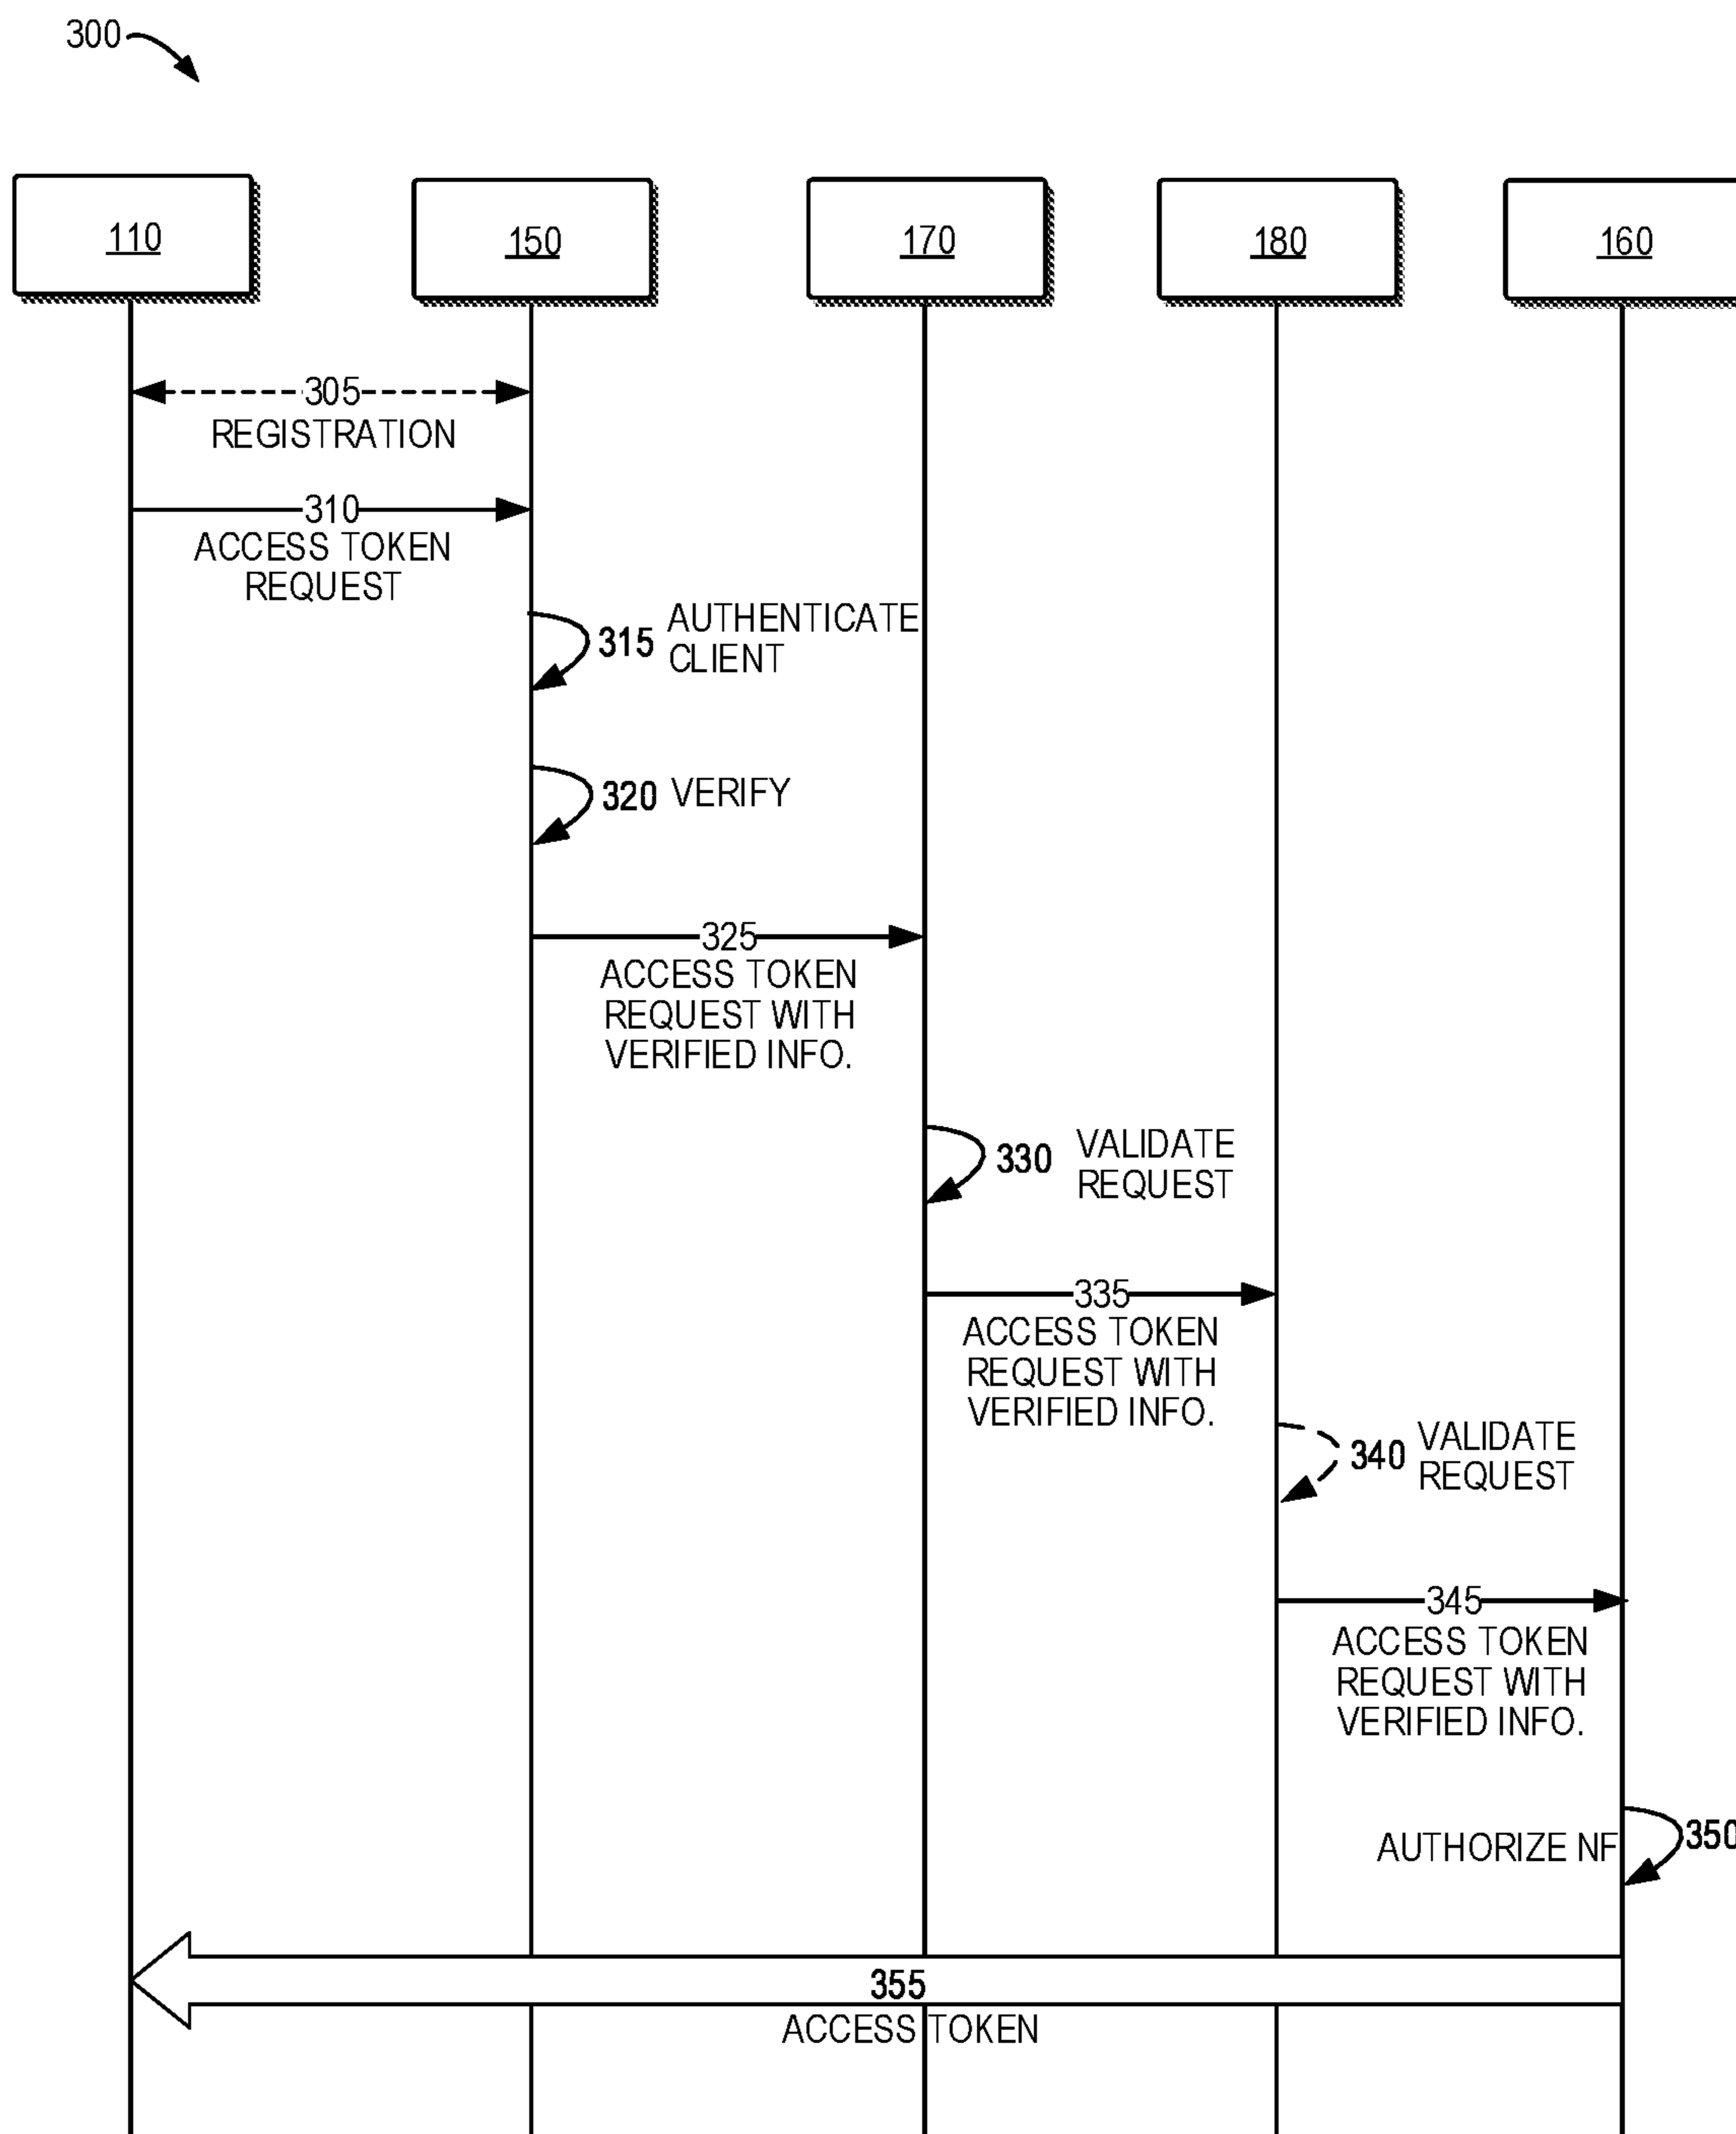 300
110
150
170
180
160
305
REGISTRATION
310
ACCESS TOKEN
REQUEST
315
AUTHENTICATE
CLIENT
320
VERIFY
325
ACCESS TOKEN
REQUEST WITH
VERIFIED INFO.
330
VALIDATE
REQUEST
335
ACCESS TOKEN
REQUEST WITH
VERIFIED INFO.
340
VALIDATE
REQUEST
345
ACCESS TOKEN
REQUEST WITH
VERIFIED INFO.
AUTHORIZE NF
350
355
ACCESS TOKEN